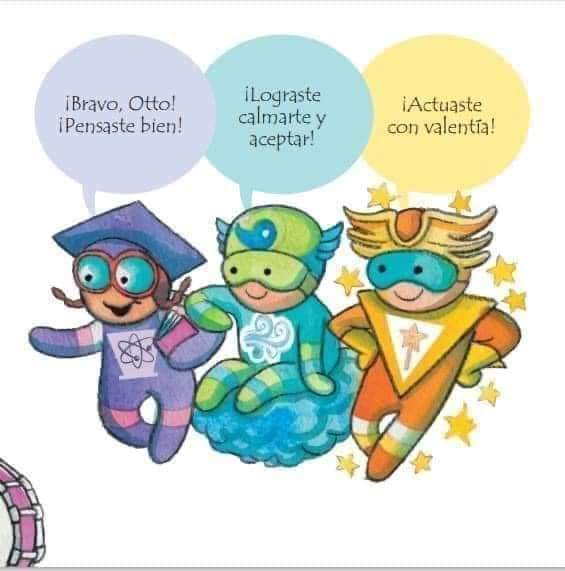 ¡Bravo, Otto!
¡Pensaste bien!
¡Lograste
calmarte y
aceptar!
¡Actuaste
con valentía!